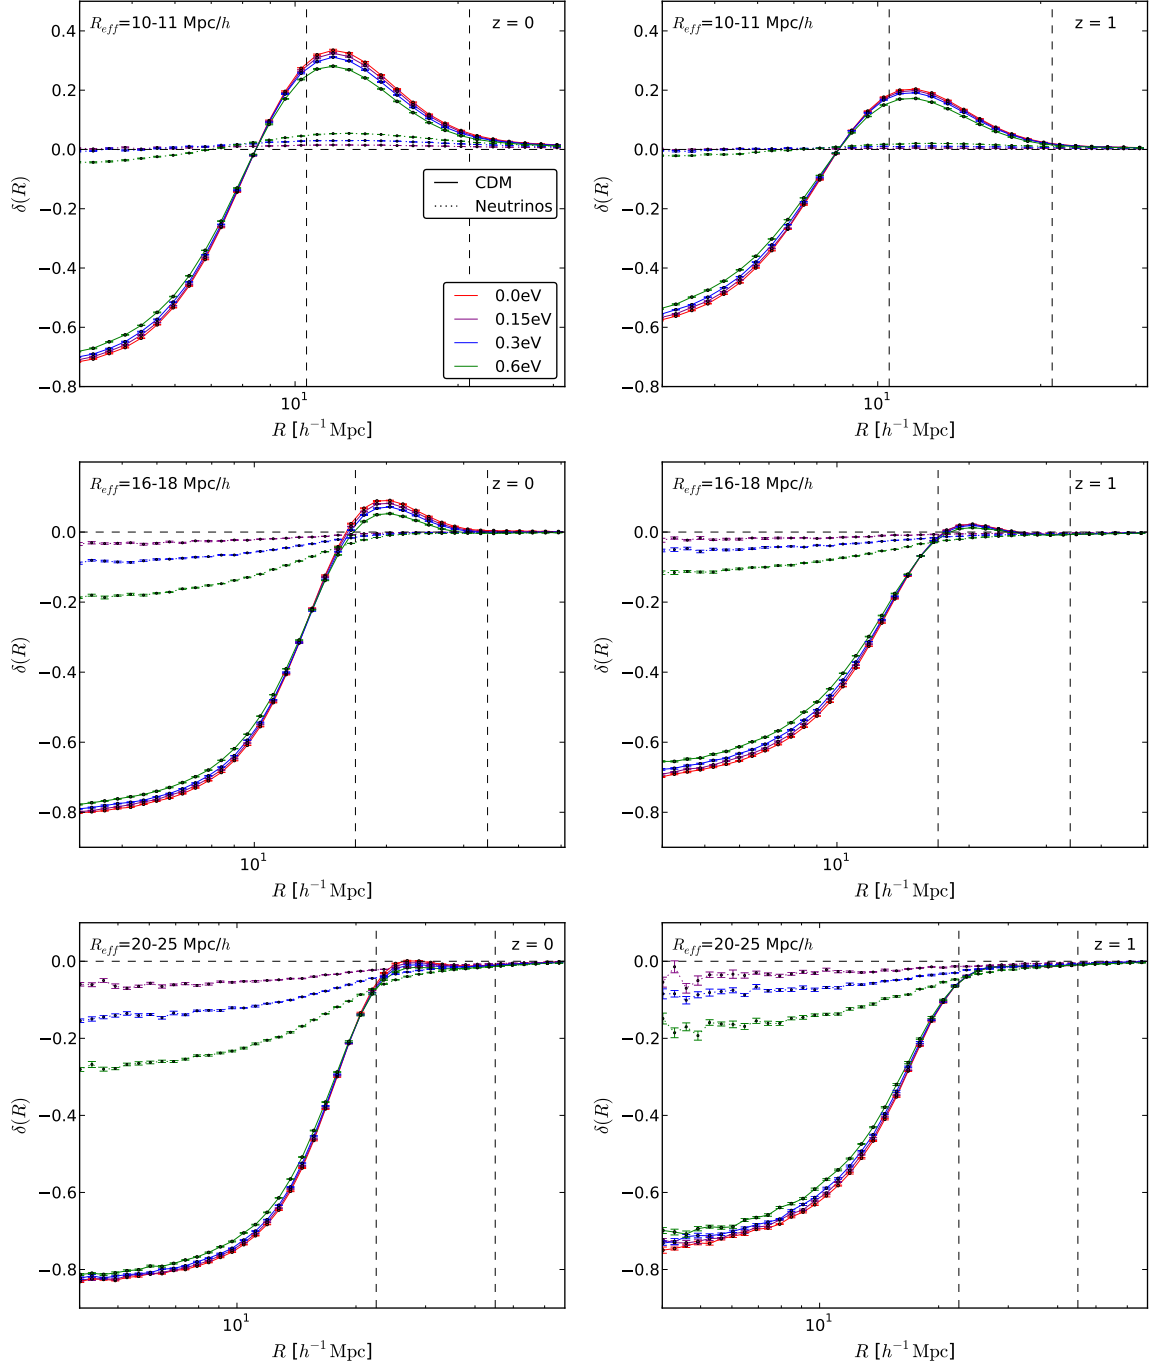 R_eff=10-11 Mpc/h
z = 0
0.4
0.2
0.0
−0.2
−0.4
−0.6
−0.8
δ(R)
CDM
Neutrinos
0.0eV
0.15eV
0.3eV
0.6eV
10^1
R [h^−1 Mpc]
R_eff=10-11 Mpc/h
z = 1
0.4
0.2
0.0
−0.2
−0.4
−0.6
−0.8
δ(R)
10^1
R [h^−1 Mpc]
R_eff=16-18 Mpc/h
z = 0
0.0
−0.2
−0.4
−0.6
−0.8
δ(R)
10^1
R [h^−1 Mpc]
R_eff=16-18 Mpc/h
z = 1
0.0
−0.2
−0.4
−0.6
−0.8
δ(R)
10^1
R [h^−1 Mpc]
R_eff=20-25 Mpc/h
z = 0
0.0
−0.2
−0.4
−0.6
−0.8
δ(R)
10^1
R [h^−1 Mpc]
R_eff=20-25 Mpc/h
z = 1
0.0
−0.2
−0.4
−0.6
−0.8
δ(R)
10^1
R [h^−1 Mpc]